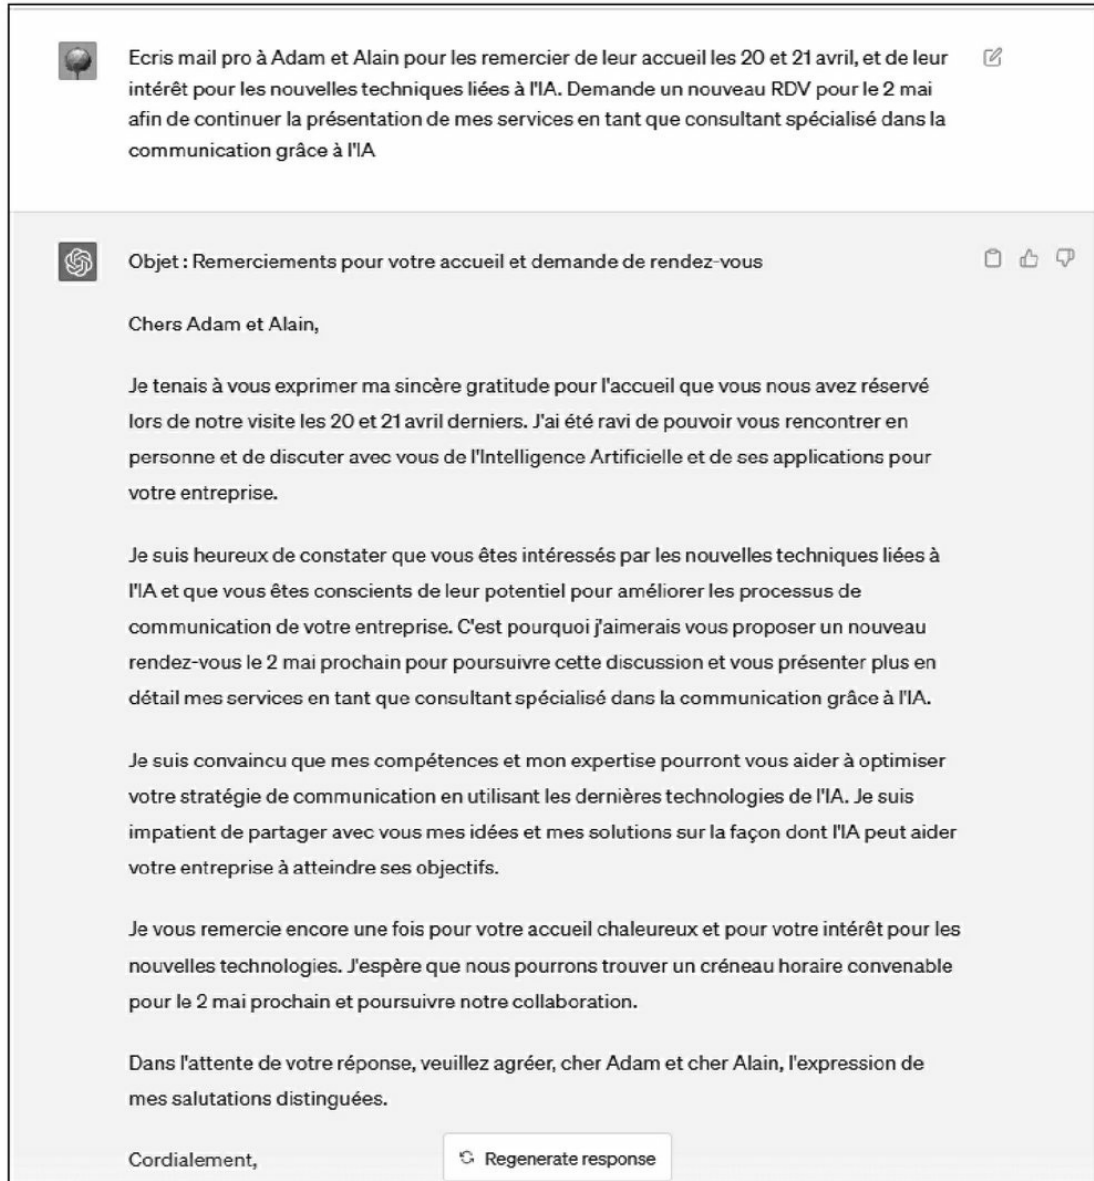 Ecris mail pro à Adam et Alain pour les remercier de leur accueil les 20 et 21 avril, et de leur
intérêt pour les nouvelles techniques liées à l'IA. Demande un nouveau RDV pour le 2 mai
afin de continuer la présentation de mes services en tant que consultant spécialisé dans la
communication grâce à l'IA
Objet : Remerciements pour votre accueil et demande de rendez-vous
Chers Adam et Alain,
Je tenais à vous exprimer ma sincère gratitude pour l'accueil que vous nous avez réservé
lors de notre visite les 20 et 21 avril derniers. J'ai été ravi de pouvoir vous rencontrer en
personne et de discuter avec vous de l'Intelligence Artificielle et de ses applications pour
votre entreprise.
Je suis heureux de constater que vous êtes intéressés par les nouvelles techniques liées à
l'IA et que vous êtes conscients de leur potentiel pour améliorer les processus de
communication de votre entreprise. C'est pourquoi j'aimerais vous proposer un nouveau
rendez-vous le 2 mai prochain pour poursuivre cette discussion et vous présenter plus en
détail mes services en tant que consultant spécialisé dans la communication grâce à l'IA.
Je suis convaincu que mes compétences et mon expertise pourront vous aider à optimiser
votre stratégie de communication en utilisant les dernières technologies de l'IA. Je suis
impatient de partager avec vous mes idées et mes solutions sur la façon dont l'IA peut aider
votre entreprise à atteindre ses objectifs.
Je vous remercie encore une fois pour votre accueil chaleureux et pour votre intérêt pour les
nouvelles technologies. J'espère que nous pourrons trouver un créneau horaire convenable
pour le 2 mai prochain et poursuivre notre collaboration.
Dans l'attente de votre réponse, veuillez agréer, cher Adam et cher Alain, l'expression de
mes salutations distinguées.
Cordialement,
Regenerate response